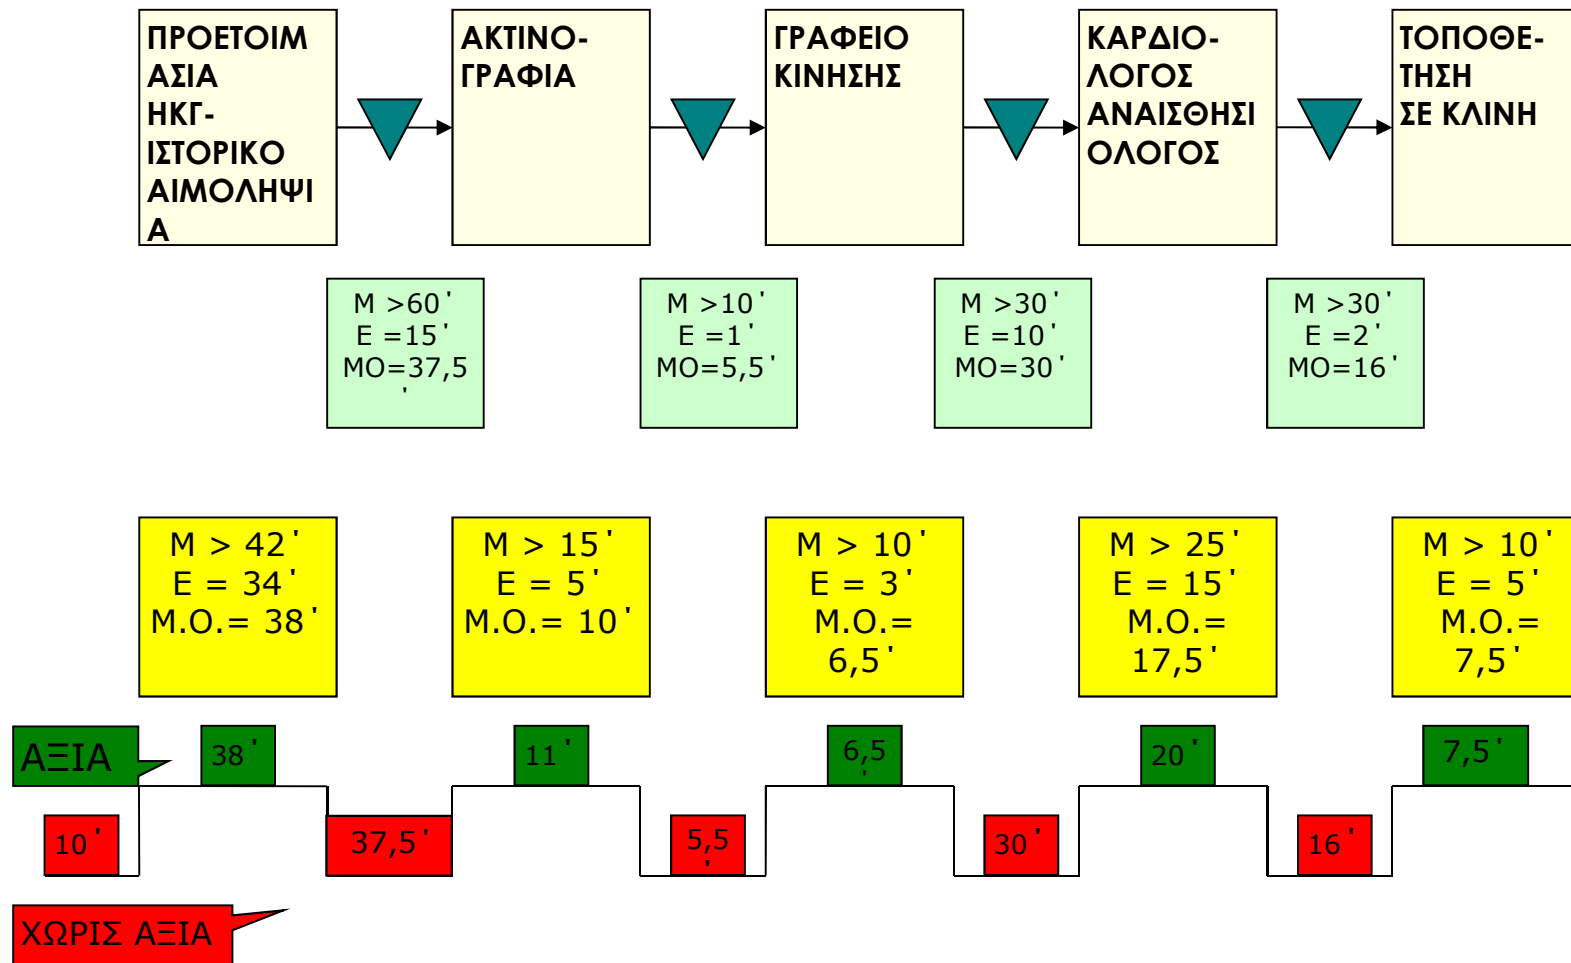 ΠΡΟΕΤΟΙΜ
ΑΣΙΑ
ΗΚΓ-
ΙΣΤΟΡΙΚΟ
ΑΙΜΟΛΗΨΙ
Α
ΑΚΤΙΝΟ-
ΓΡΑΦΙΑ
ΓΡΑΦΕΙΟ
ΚΙΝΗΣΗΣ
ΚΑΡΔΙΟ-
ΛΟΓΟΣ
ΑΝΑΙΣΘΗΣΙ
ΟΛΟΓΟΣ
ΤΟΠΟΘΕ-
ΤΗΣΗ
ΣΕ ΚΛΙΝΗ
Μ >60'
Ε =15'
ΜΟ=37,5
'
Μ >10'
Ε =1'
ΜΟ=5,5'
Μ >30'
Ε =10'
ΜΟ=30'
Μ >30'
Ε =2'
ΜΟ=16'
Μ > 42'
Ε = 34'
Μ.Ο.= 38'
Μ > 15'
Ε = 5'
Μ.Ο.= 10'
Μ > 10'
Ε = 3'
Μ.Ο.=
6,5'
Μ > 25'
Ε = 15'
Μ.Ο.=
17,5'
Μ > 10'
Ε = 5'
Μ.Ο.=
7,5'
ΑΞΙΑ
38'
11'
6,5
'
20'
7,5'
10'
37,5'
5,5
'
30'
16'
ΧΩΡΙΣ ΑΞΙΑ